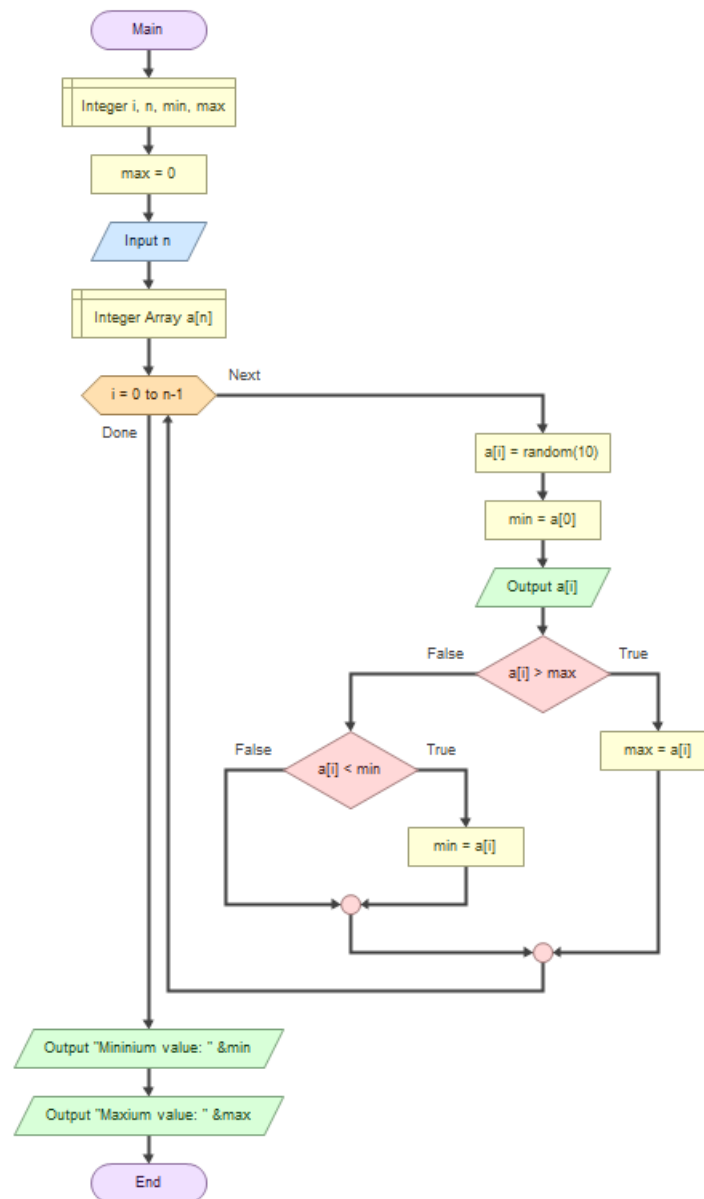 Main
Integer i, n, min, max
max = 0
Input n
Integer Array a[n]
i = 0 to n-1
Next
Done
a[i] = random(10)
min = a[0]
Output a[i]
False
a[i] > max
True
max = a[i]
False
a[i] < min
True
min = a[i]
Output "Mininium value: " &min
Output "Maxium value: " &max
End